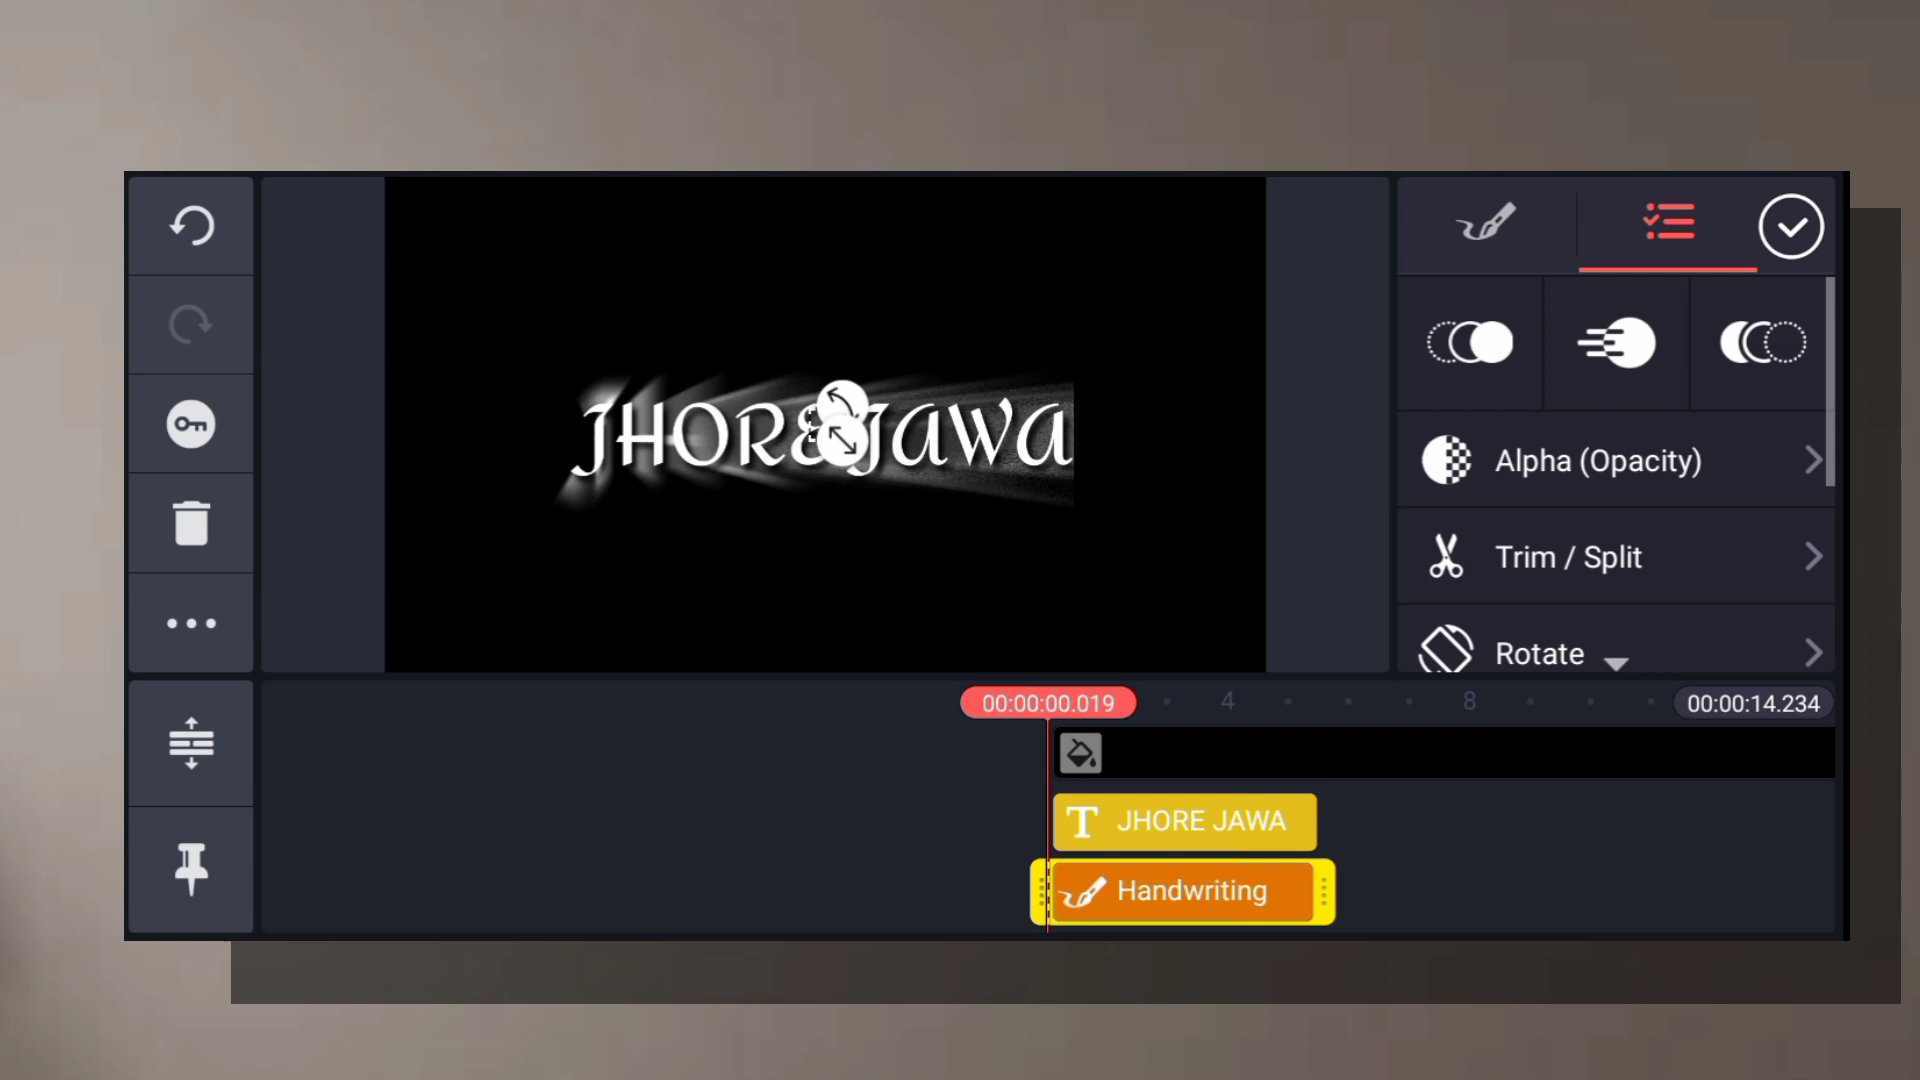 JHORE JAWA
Alpha (Opacity)
Trim / Split
Rotate
00:00:00.019
4
8
00:00:14.234
T JHORE JAWA
Handwriting